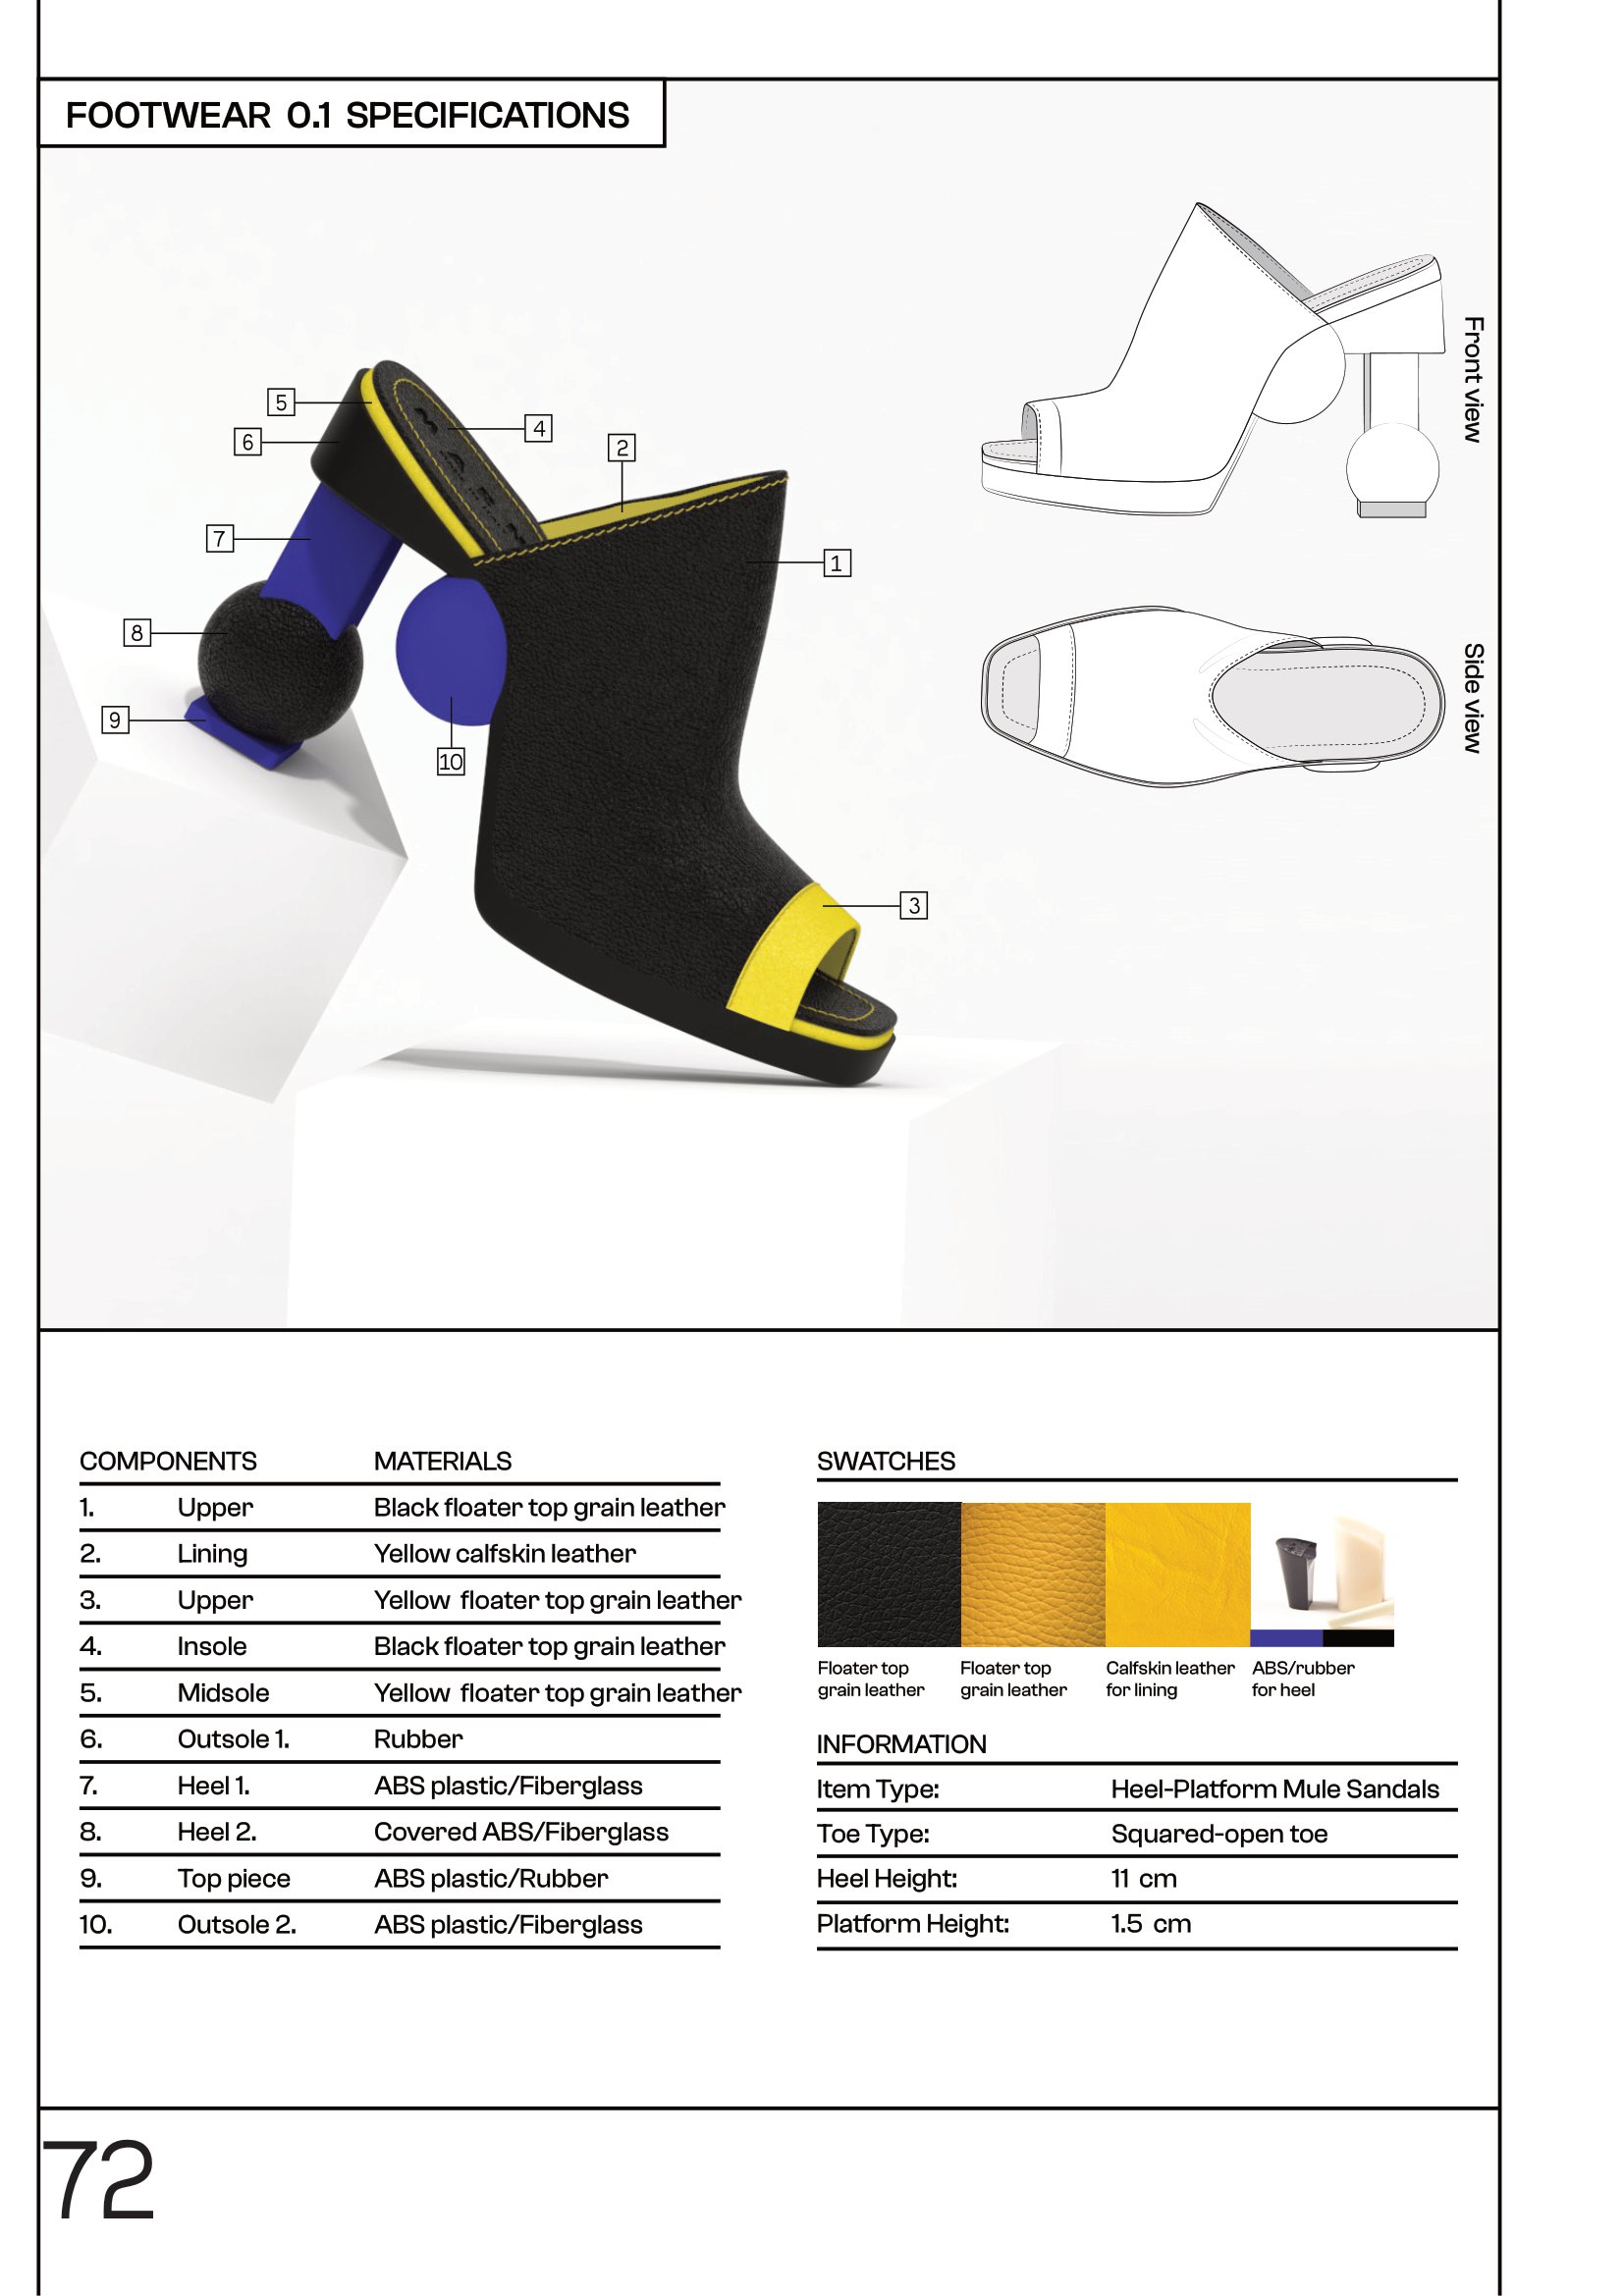 FOOTWEAR 0.1 SPECIFICATIONS
Front view
Side view
5
4
6
2
7
1
8
9
10
3
COMPONENTS MATERIALS
1. Upper Black floater top grain leather
2. Lining Yellow calfskin leather
3. Upper Yellow floater top grain leather
4. Insole Black floater top grain leather
5. Midsole Yellow floater top grain leather
6. Outsole 1. Rubber
7. Heel 1. ABS plastic/Fiberglass
8. Heel 2. Covered ABS/Fiberglass
9. Top piece ABS plastic/Rubber
10. Outsole 2. ABS plastic/Fiberglass
SWATCHES
Floater top
grain leather
Floater top
grain leather
Calfskin leather
for lining
ABS/rubber
for heel
INFORMATION
Item Type: Heel-Platform Mule Sandals
Toe Type: Squared-open toe
Heel Height: 11 cm
Platform Height: 1.5 cm
72